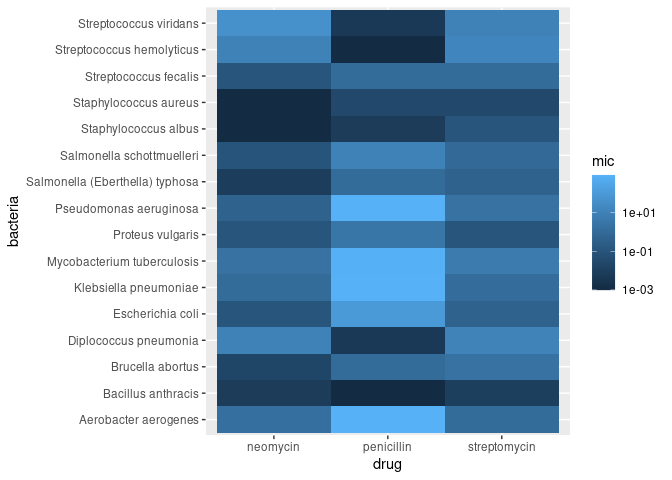 bacteria
Streptococcus viridans
Streptococcus hemolyticus
Streptococcus fecalis
Staphylococcus aureus
Staphylococcus albus
Salmonella schottmuelleri
Salmonella (Eberthella) typhosa
Pseudomonas aeruginosa
Proteus vulgaris
Mycobacterium tuberculosis
Klebsiella pneumoniae
Escherichia coli
Diplococcus pneumonia
Brucella abortus
Bacillus anthracis
Aerobacter aerogenes
neomycin penicillin streptomycin
drug
mic
1e+01
1e-01
1e-03